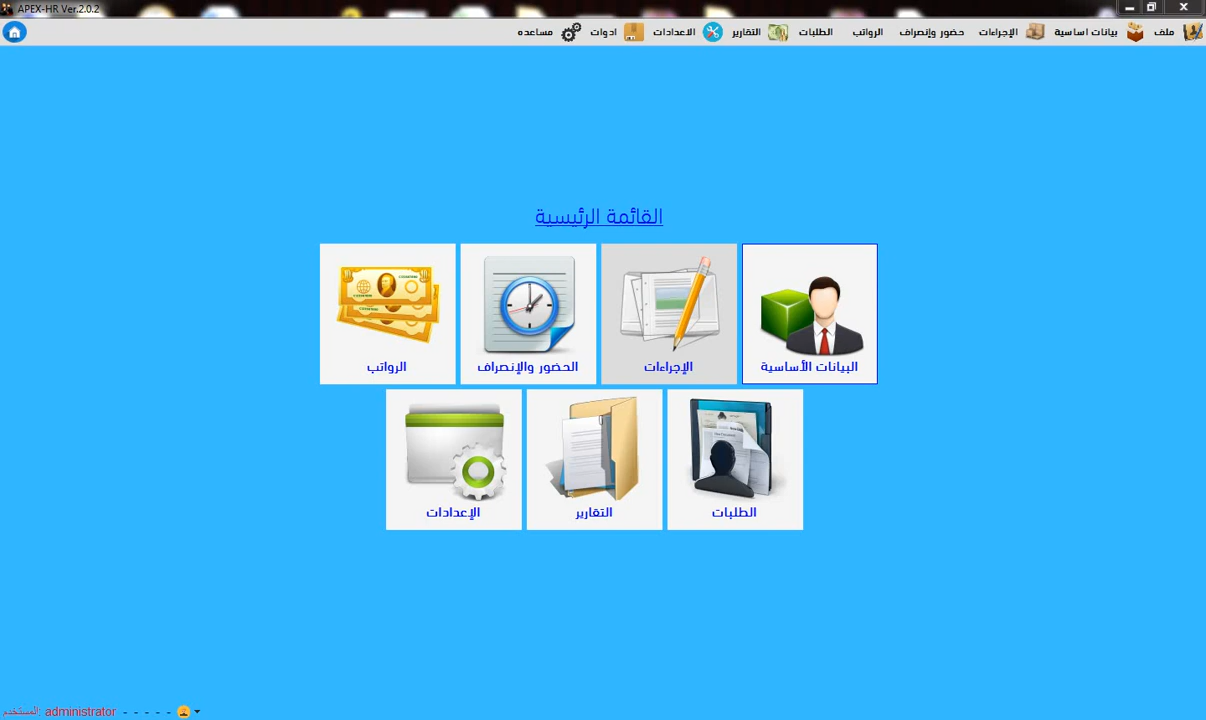 APEX-HR Ver.2.0.2
ملف بيانات اساسية الإجراءات حضور وإنصراف الرواتب الطلبات التقارير الاعدادات ادوات مساعده
القائمة الرئيسية
البيانات الأساسية الإجراءات الحضور والإنصراف الرواتب
الطلبات التقارير الإعدادات
المستخدم: administrator - - - - -